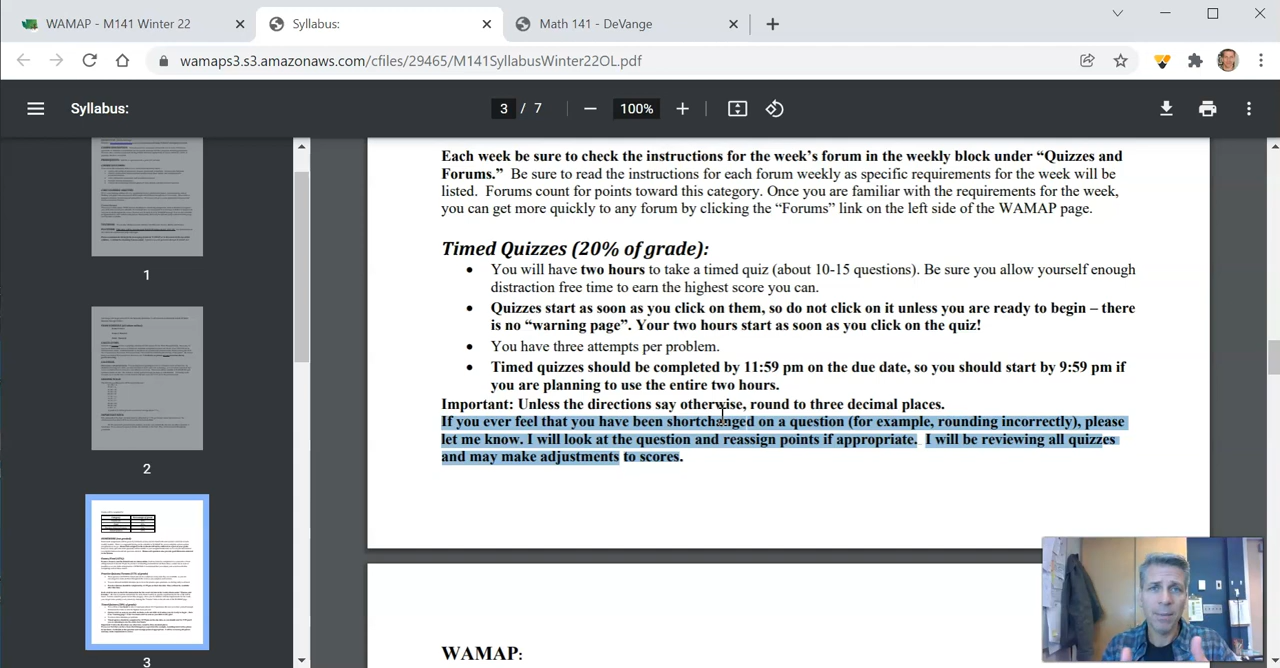 WAMAP - M141 Winter 22
Syllabus:
Math 141 - DeVange
wamaps3.s3.amazonaws.com/cfiles/29465/M141SyllabusWinter22OL.pdf
Syllabus:
3 / 7
100%
Each week be sure to check the instructions for the week’s forum in the weekly block under “Quizzes and
Forums.” Be sure to read the instructions for each forum weekly as specific requirements for the week will be
listed. Forums count for points toward this category. Once you are familiar with the requirements for the week,
you can get more quickly to any forum by clicking the “Forums” link on the left side of the WAMAP page.
Timed Quizzes (20% of grade):
You will have two hours to take a timed quiz (about 10-15 questions). Be sure you allow yourself enough
distraction free time to earn the highest score you can.
Quizzes start as soon as you click on them, so do not click on it unless you are ready to begin – there
is no “warning page”. Your two hours start as soon as you click on the quiz!
You have three attempts per problem.
Timed quizzes should be completed by 11:59 pm on the due date, so you should start by 9:59 pm if
you are planning to use the entire two hours.
Important: Unless the directions say otherwise, round to three decimal places.
If you ever feel that you have been shortchanged on a question (for example, rounding incorrectly), please
let me know. I will look at the question and reassign points if appropriate. I will be reviewing all quizzes
and may make adjustments to scores.
WAMAP:
1
2
3